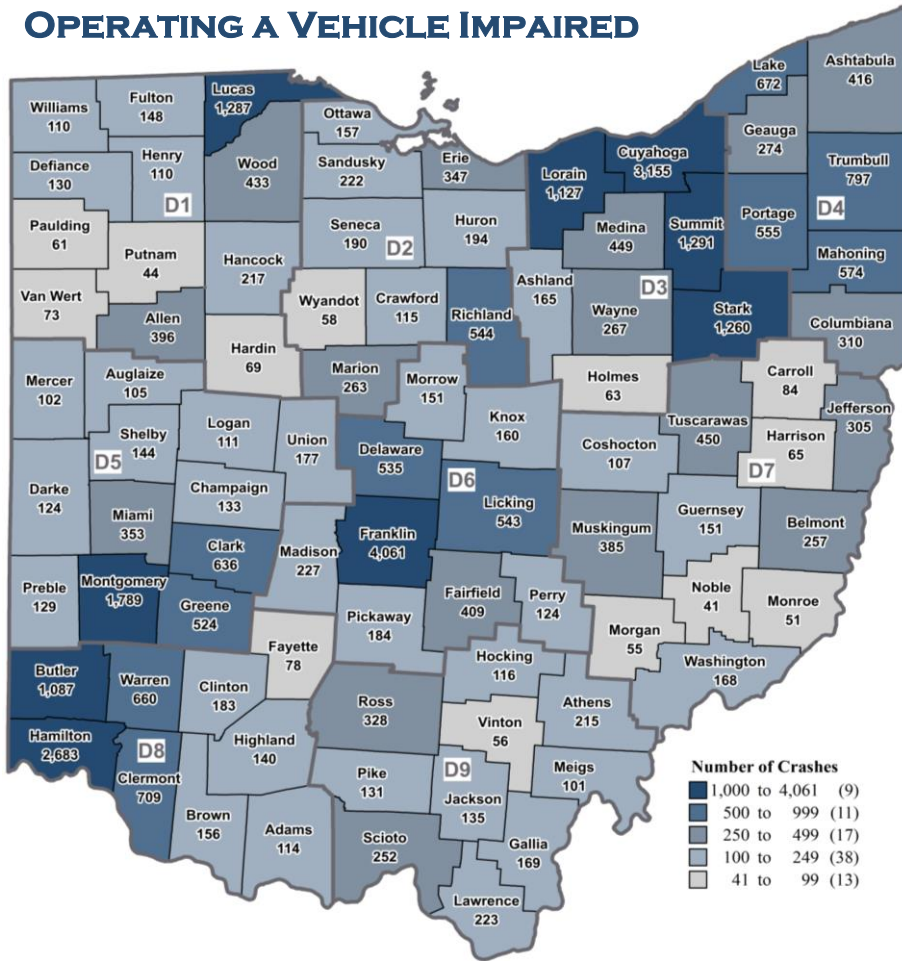 OPERATING A VEHICLE IMPAIRED
Williams
110
Fulton
148
Lucas
1,287
Ottawa
157
Lake
672
Ashtabula
416
Geauga
274
Cuyahoga
3,155
Defiance
130
Henry
110
D1
Wood
433
Sandusky
222
Erie
347
Lorain
1,127
Trumbull
797
D4
Paulding
61
Putnam
44
Hancock
217
Seneca
190
D2
Huron
194
Medina
449
Summit
1,291
Portage
555
Mahoning
574
Van Wert
73
Allen
396
Wyandot
58
Crawford
115
Richland
544
Ashland
165
Wayne
267
D3
Stark
1,260
Columbiana
310
Hardin
69
Mercer
102
Auglaize
105
Marion
263
Morrow
151
Holmes
63
Carroll
84
Tuscarawas
450
Jefferson
305
Harrison
65
D7
Logan
111
Union
177
Knox
160
Coshocton
107
Shelby
144
D5
Delaware
535
D6
Licking
543
Darke
124
Champaign
133
Miami
353
Franklin
4,061
Muskingum
385
Guernsey
151
Belmont
257
Clark
636
Madison
227
Preble
129
Montgomery
1,789
Greene
524
Fairfield
409
Perry
124
Noble
41
Monroe
51
Pickaway
184
Morgan
55
Fayette
78
Hocking
116
Washington
168
Butler
1,087
Warren
660
Clinton
183
Ross
328
Athens
215
Vinton
56
Hamilton
2,683
D8
Clermont
709
Highland
140
Pike
131
D9
Jackson
135
Meigs
101
Brown
156
Adams
114
Scioto
252
Gallia
169
Lawrence
223
Number of Crashes
1,000 to 4,061 (9)
500 to 999 (11)
250 to 499 (17)
100 to 249 (38)
41 to 99 (13)